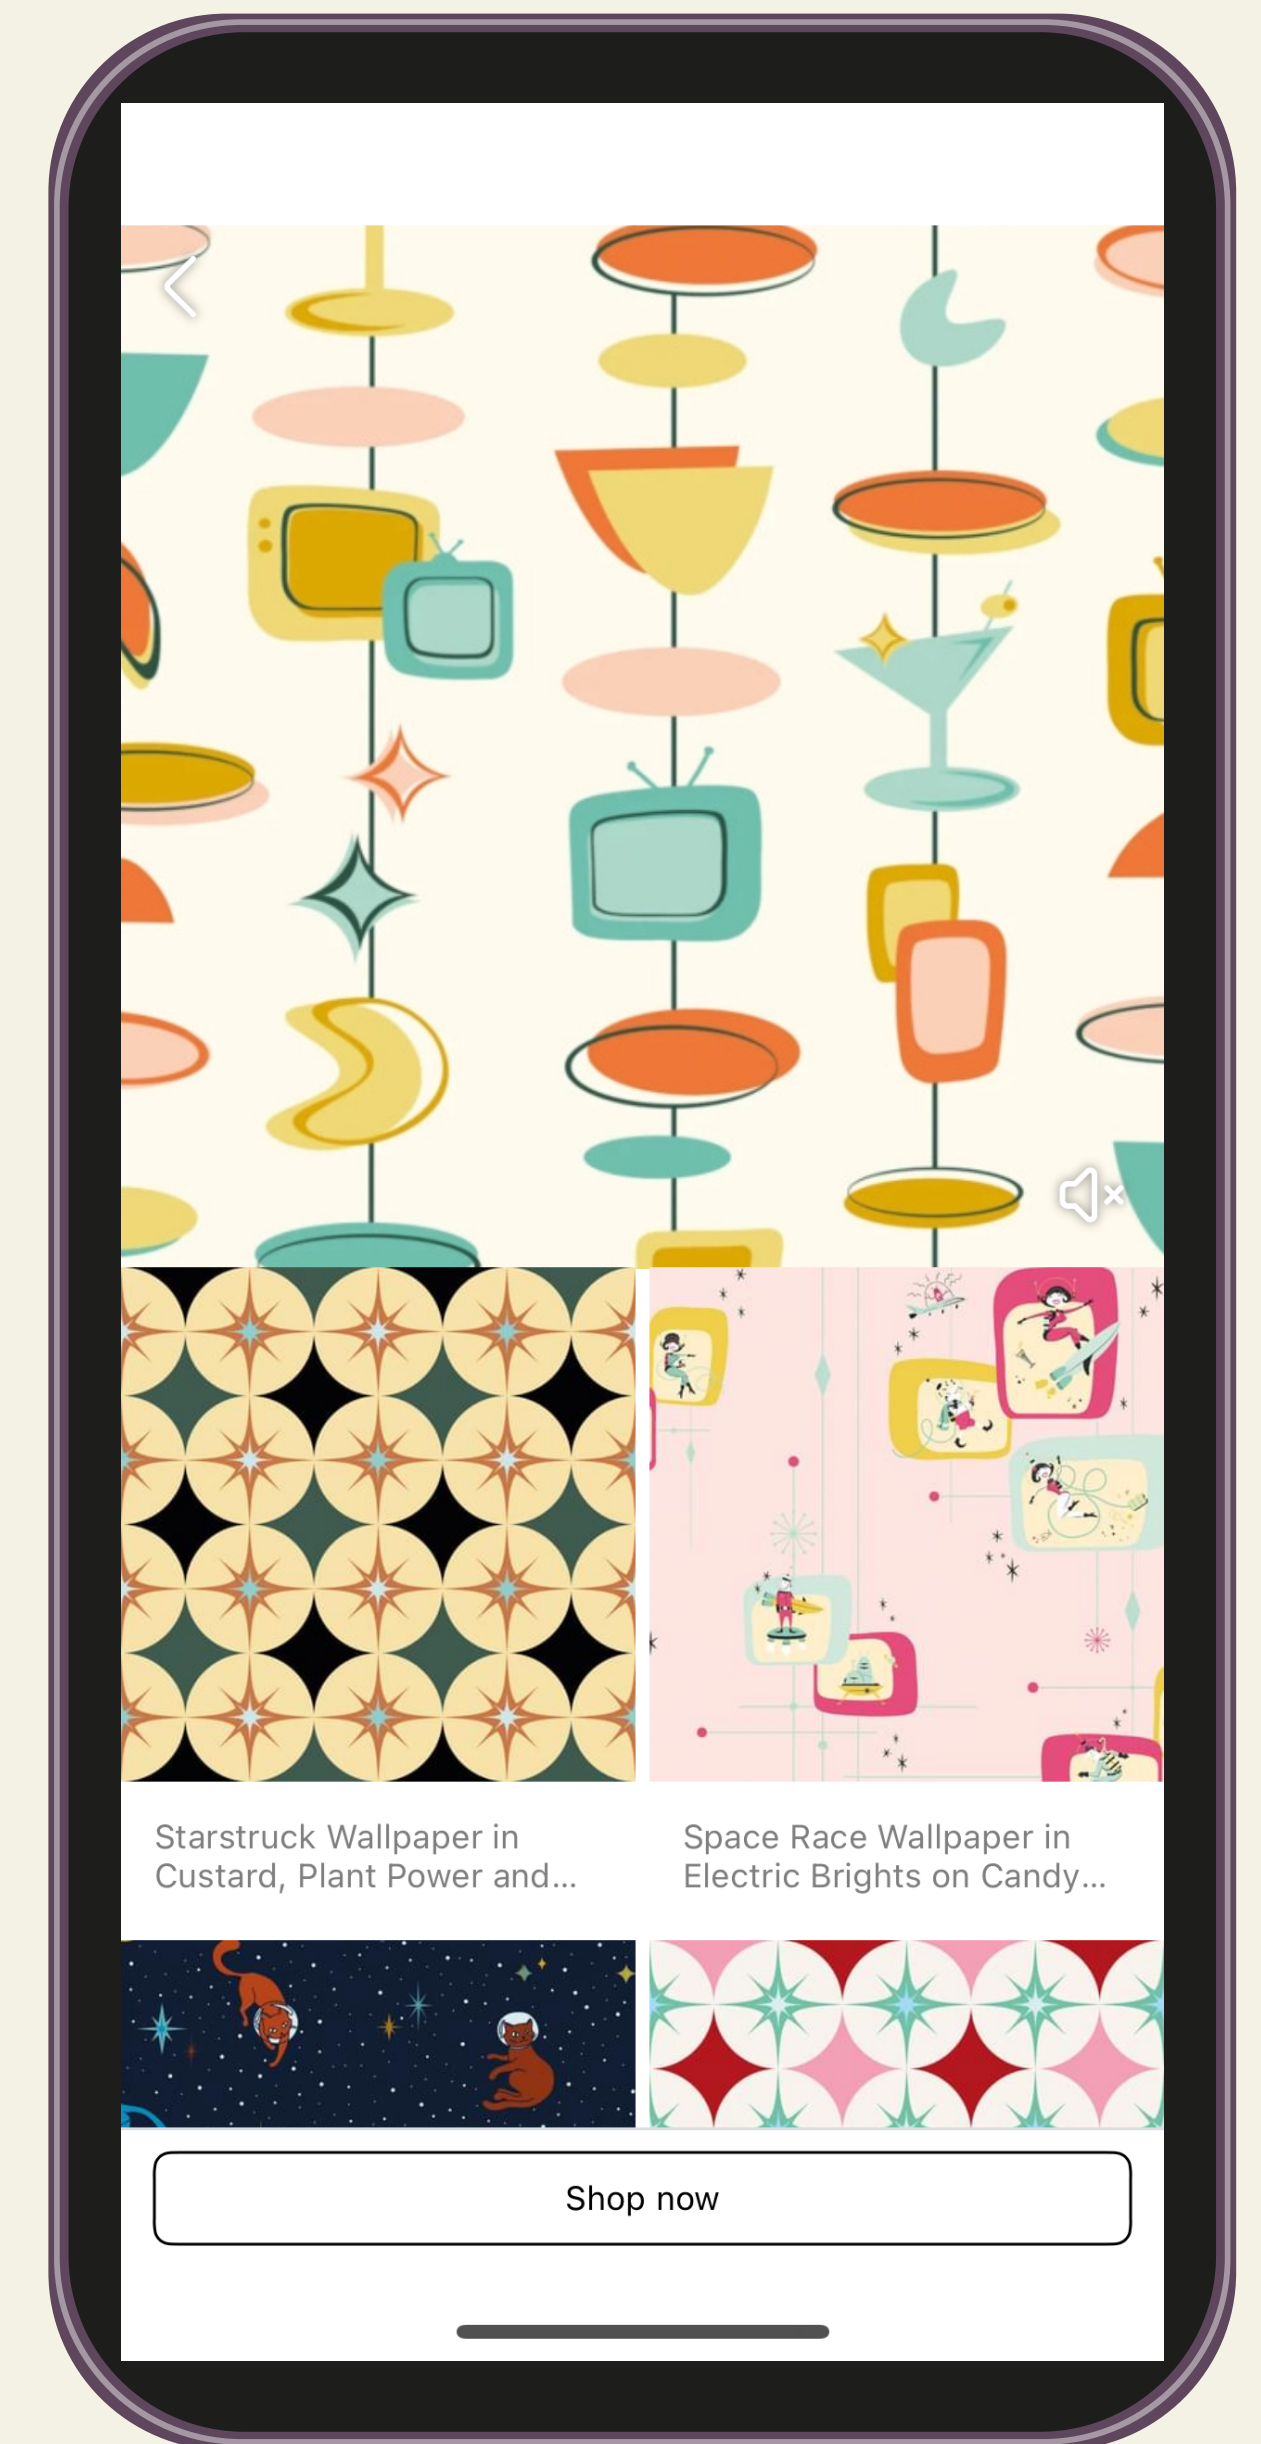 Starstruck Wallpaper in
Custard, Plant Power and...
Space Race Wallpaper in
Electric Brights on Candy...
Shop now